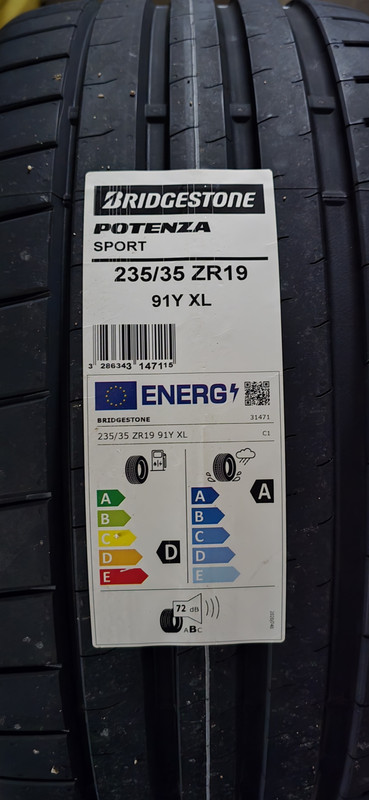 BRIDGESTONE
POTENZA
SPORT
235/35 ZR19
91Y XL
3 286343 147115
ENERG
BRIDGESTONE 31471
235/35 ZR19 91Y XL C1
A A A
B B
C C
D D D
E E
72 dB
ABC